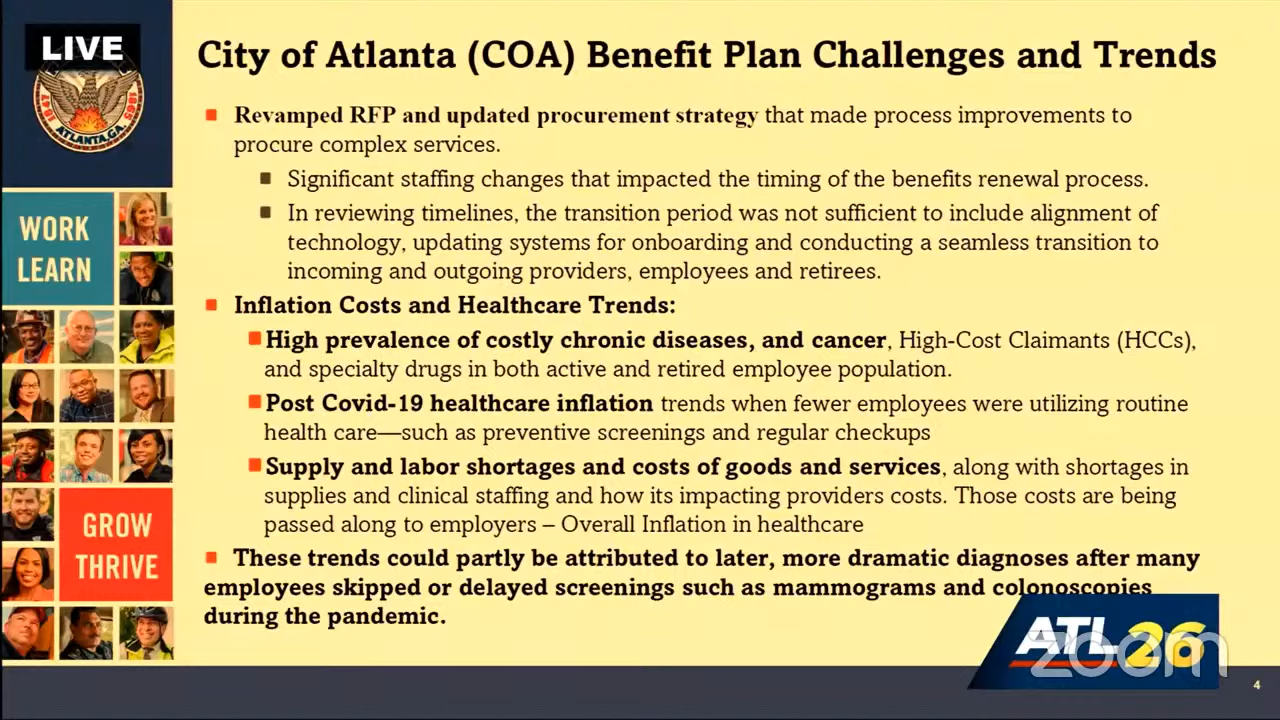 LIVE
City of Atlanta (COA) Benefit Plan Challenges and Trends
1847
1865
ATLANTA, GA.
WORK
LEARN
GROW
THRIVE
Revamped RFP and updated procurement strategy that made process improvements to
procure complex services.
Significant staffing changes that impacted the timing of the benefits renewal process.
In reviewing timelines, the transition period was not sufficient to include alignment of
technology, updating systems for onboarding and conducting a seamless transition to
incoming and outgoing providers, employees and retirees.
Inflation Costs and Healthcare Trends:
High prevalence of costly chronic diseases, and cancer, High-Cost Claimants (HCCs),
and specialty drugs in both active and retired employee population.
Post Covid-19 healthcare inflation trends when fewer employees were utilizing routine
health care—such as preventive screenings and regular checkups
Supply and labor shortages and costs of goods and services, along with shortages in
supplies and clinical staffing and how its impacting providers costs. Those costs are being
passed along to employers – Overall Inflation in healthcare
These trends could partly be attributed to later, more dramatic diagnoses after many
employees skipped or delayed screenings such as mammograms and colonoscopies
during the pandemic.
ATL 26
zoom
4